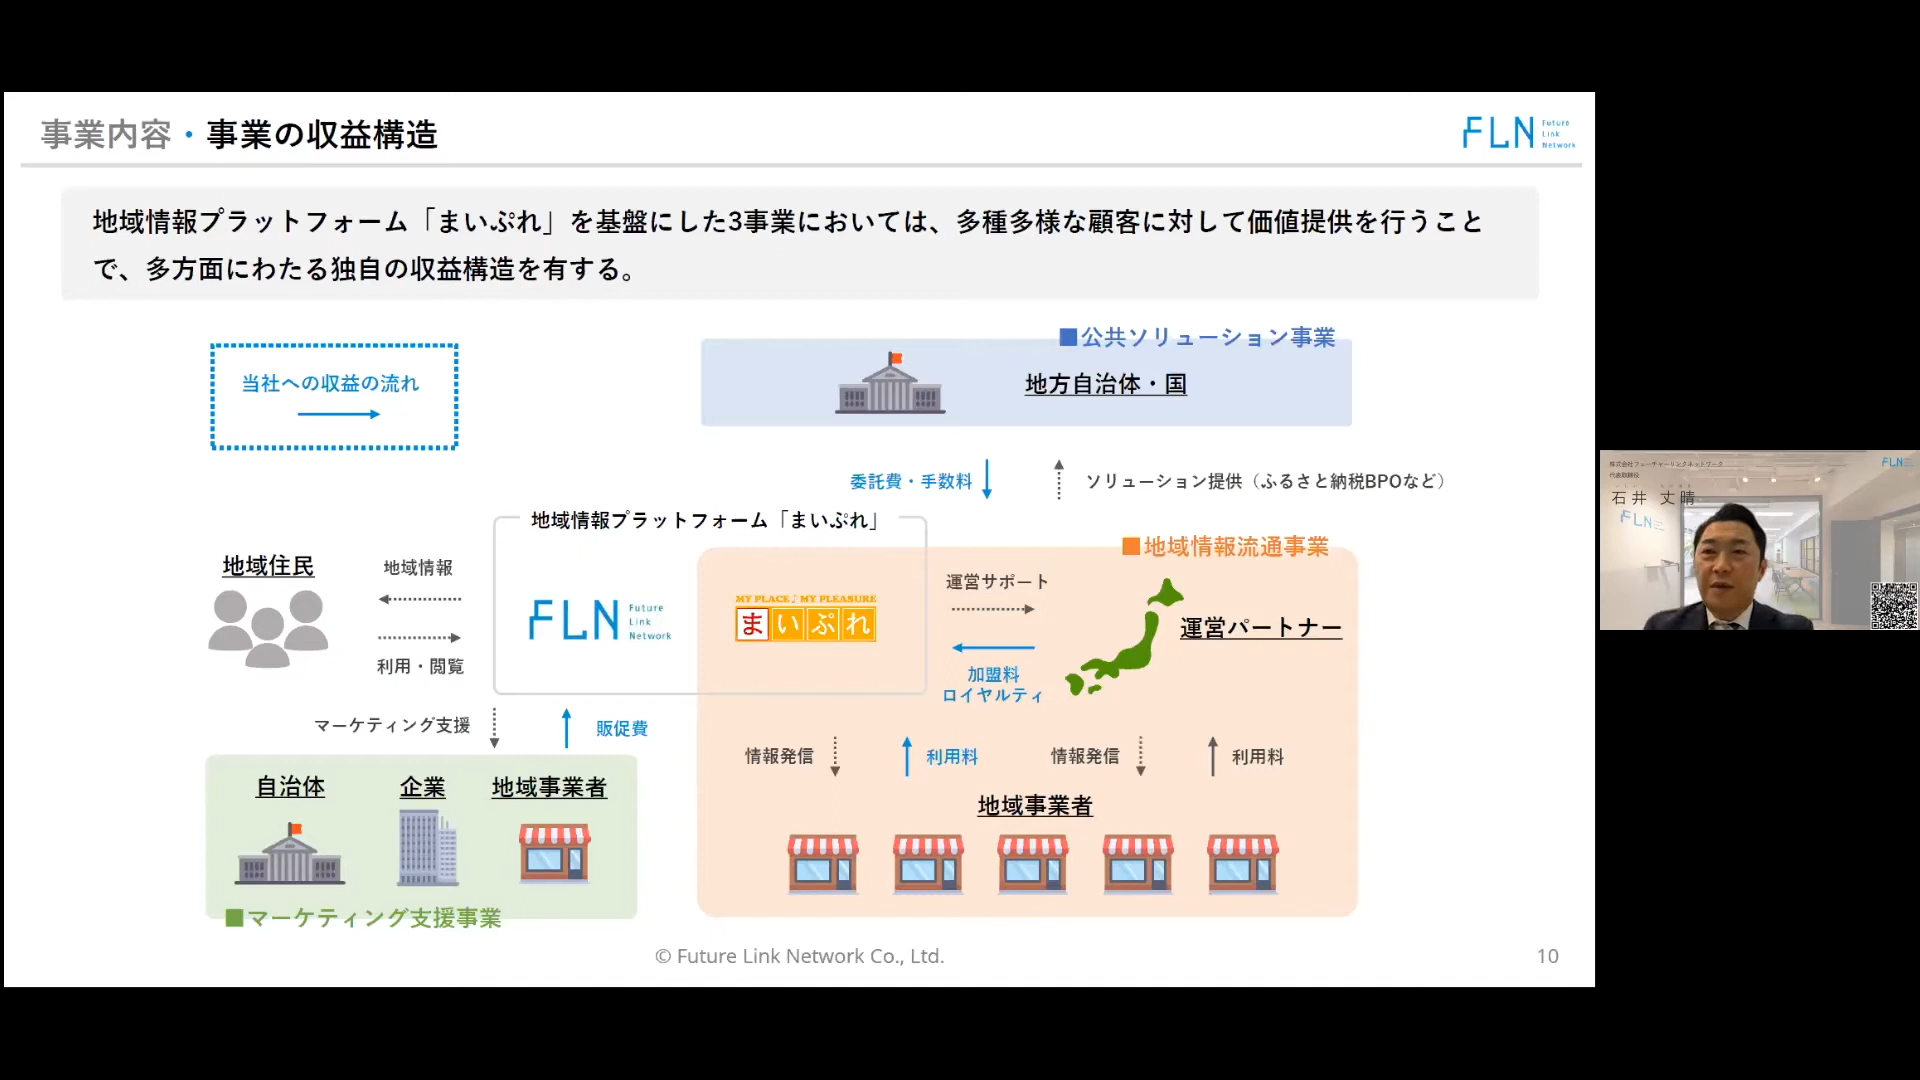 事業内容・事業の収益構造
FLN Future Link Network
地域情報プラットフォーム「まいぷれ」を基盤にした3事業においては、多種多様な顧客に対して価値提供を行うこと
で、多方面にわたる独自の収益構造を有する。
当社への収益の流れ
■公共ソリューション事業
地方自治体・国
委託費・手数料
ソリューション提供（ふるさと納税BPOなど）
地域情報プラットフォーム「まいぷれ」
■地域情報流通事業
地域住民
地域情報
利用・閲覧
FLN Future Link Network
MY PLACE♪MY PLEASURE
まいぷれ
運営サポート
加盟料
ロイヤルティ
運営パートナー
マーケティング支援
販促費
情報発信
利用料
情報発信
利用料
自治体
企業
地域事業者
■マーケティング支援事業
地域事業者
© Future Link Network Co., Ltd.
10
株式会社フューチャーリンクネットワーク
代表取締役
石井 丈晴
FLN
FLN